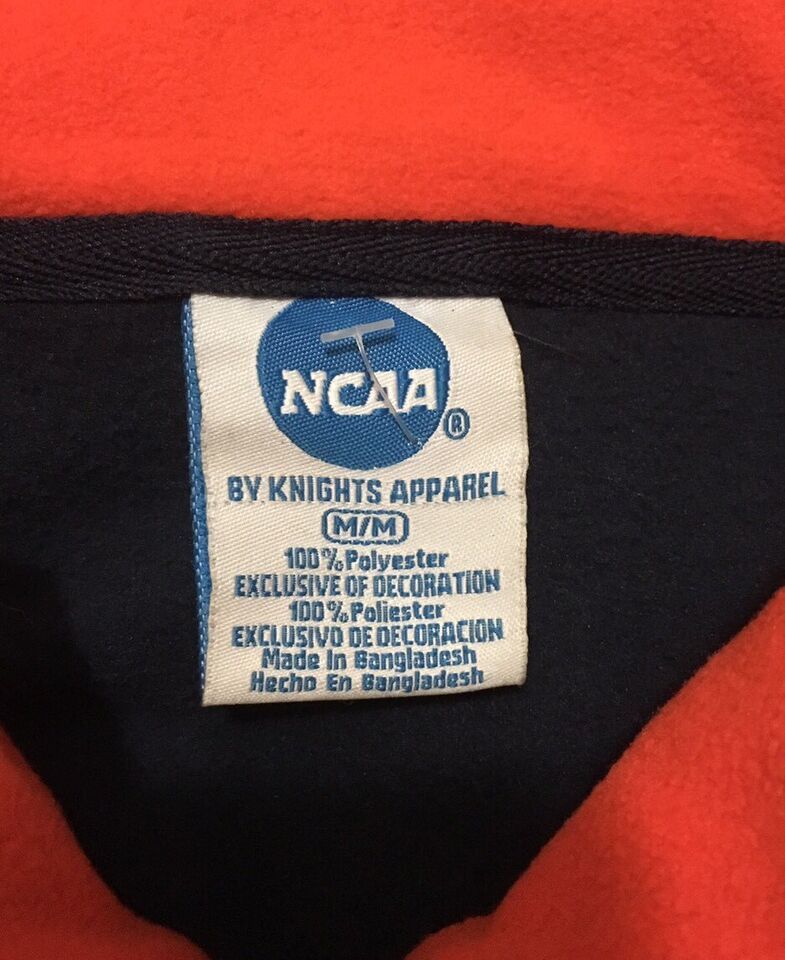 NCAA®
BY KNIGHTS APPAREL
M/M
100% Polyester
EXCLUSIVE OF DECORATION
100% Poliester
EXCLUSIVO DE DECORACION
Made In Bangladesh
Hecho En Bangladesh